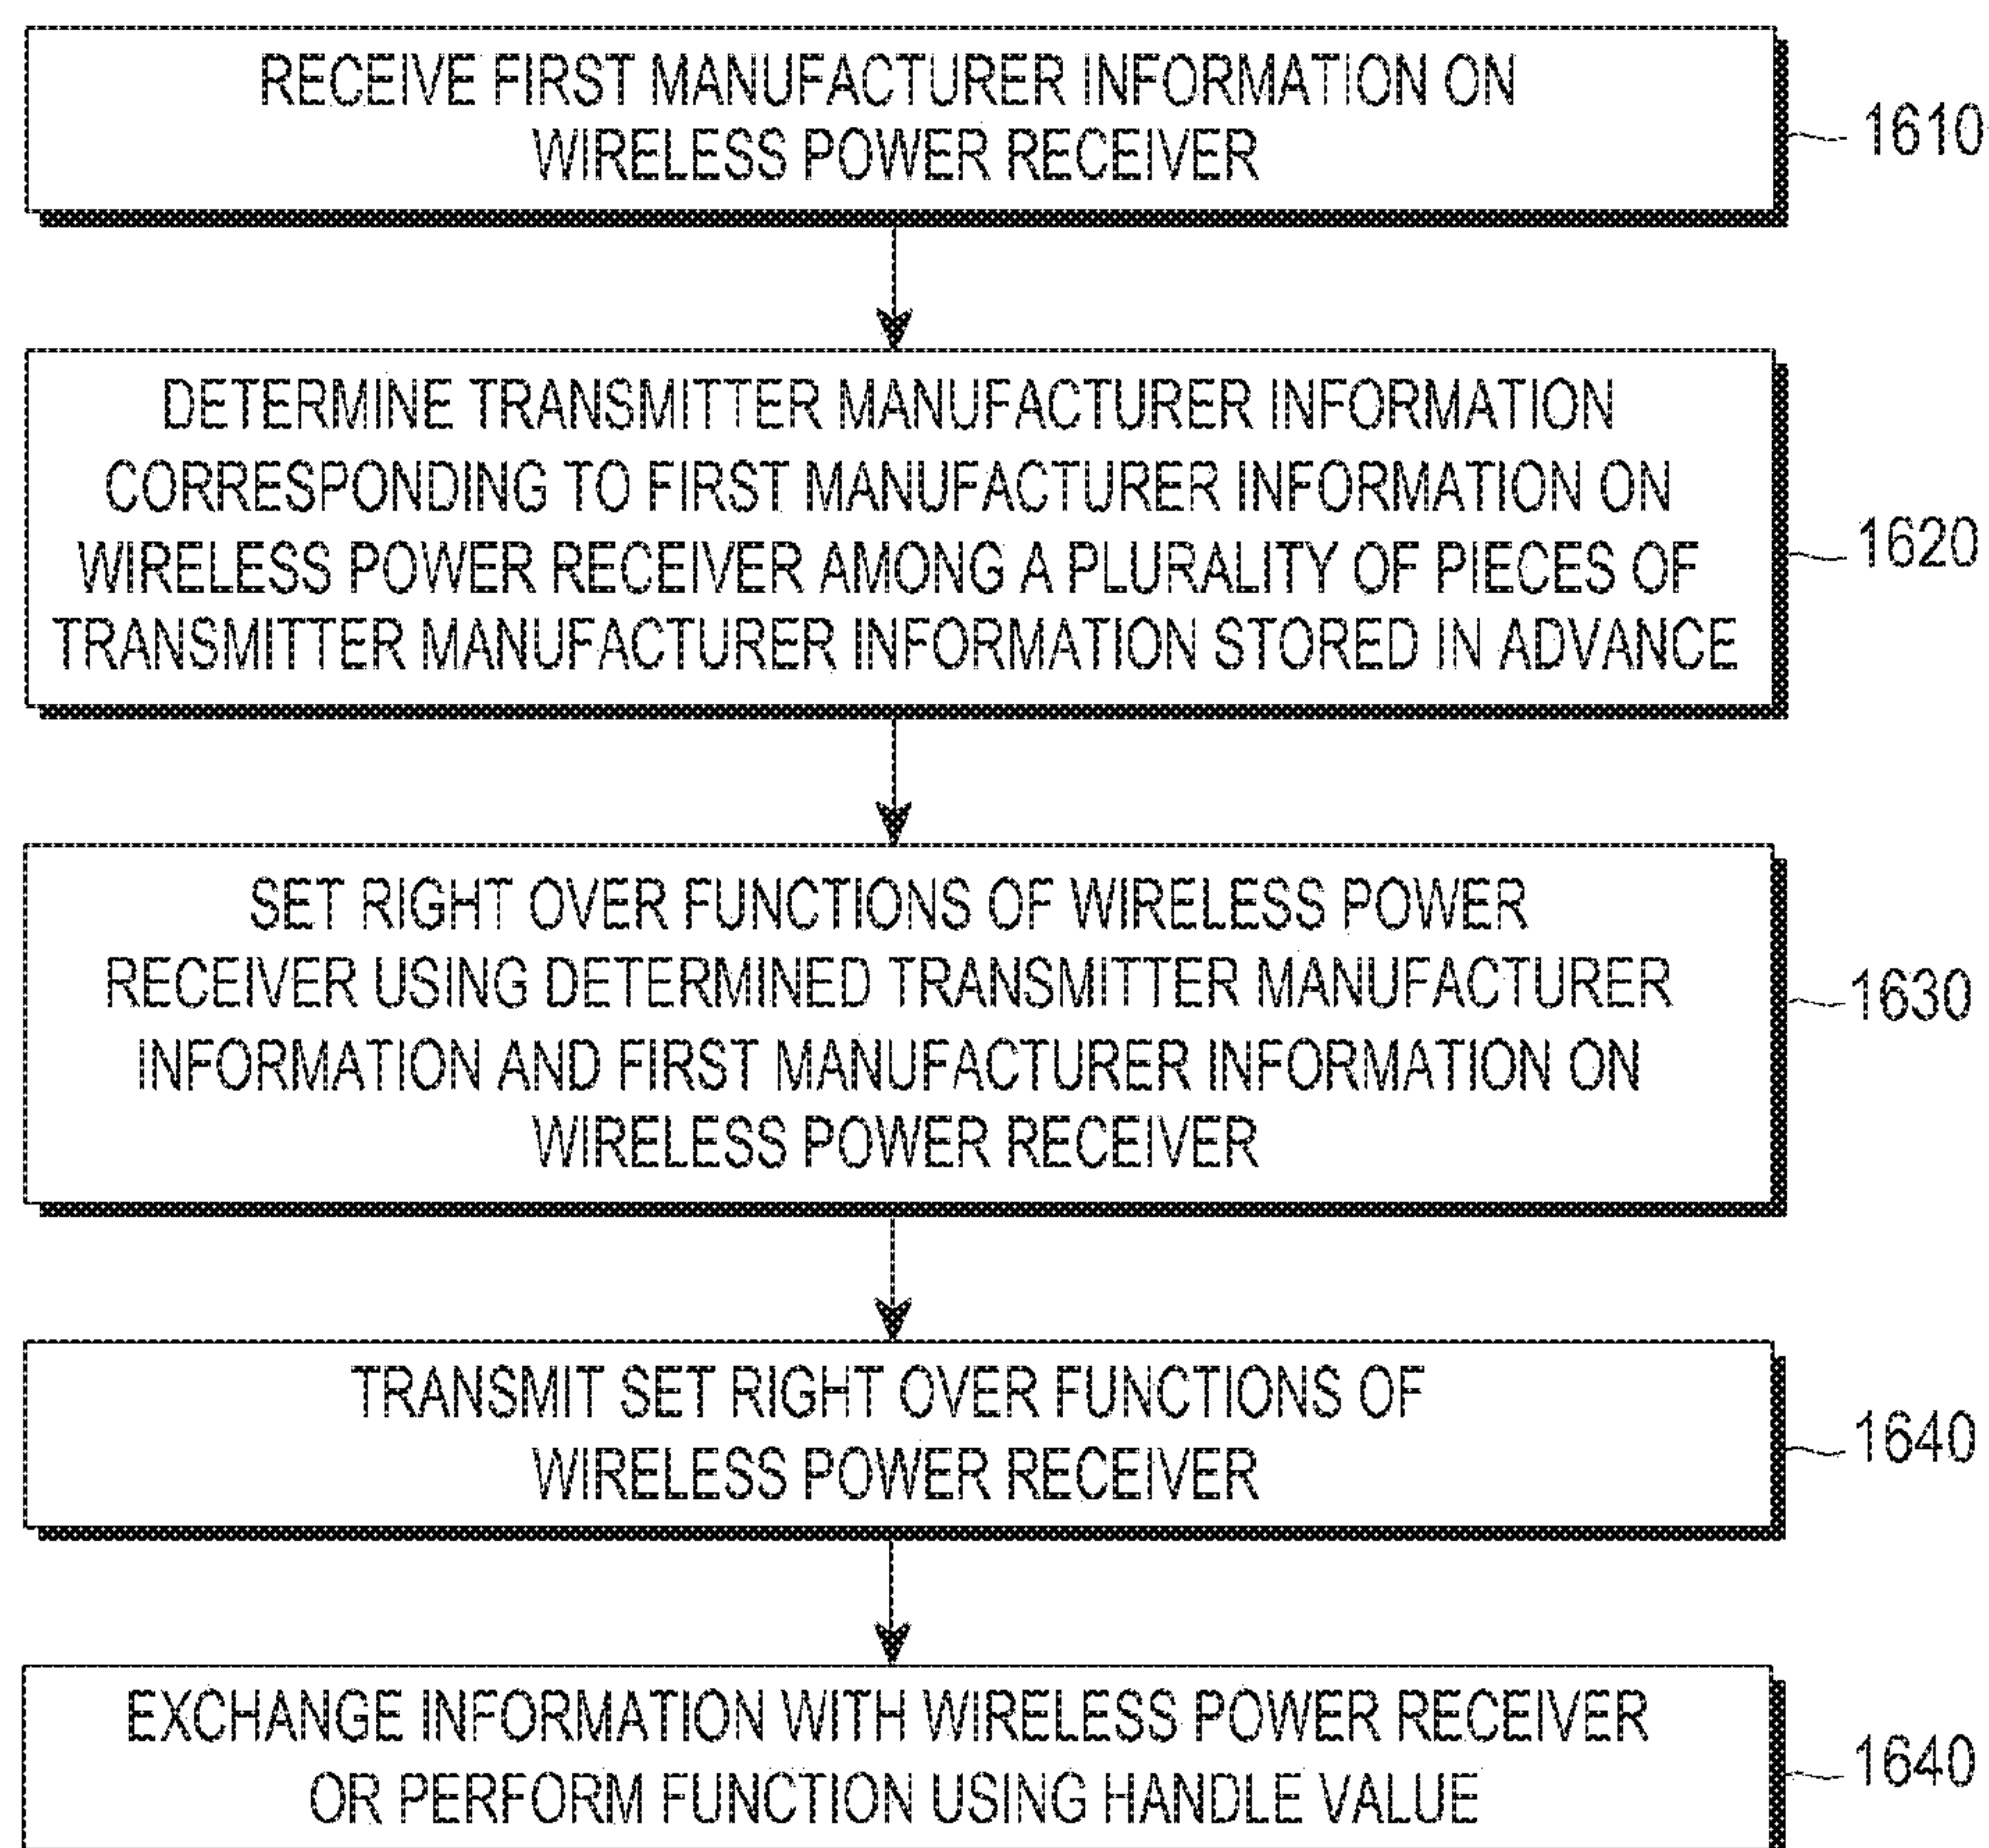 RECEIVE FIRST MANUFACTURER INFORMATION ON
WIRELESS POWER RECEIVER
1610
DETERMINE TRANSMITTER MANUFACTURER INFORMATION
CORRESPONDING TO FIRST MANUFACTURER INFORMATION ON
WIRELESS POWER RECEIVER AMONG A PLURALITY OF PIECES OF
TRANSMITTER MANUFACTURER INFORMATION STORED IN ADVANCE
1620
SET RIGHT OVER FUNCTIONS OF WIRELESS POWER
RECEIVER USING DETERMINED TRANSMITTER MANUFACTURER
INFORMATION AND FIRST MANUFACTURER INFORMATION ON
WIRELESS POWER RECEIVER
1630
TRANSMIT SET RIGHT OVER FUNCTIONS OF
WIRELESS POWER RECEIVER
1640
EXCHANGE INFORMATION WITH WIRELESS POWER RECEIVER
OR PERFORM FUNCTION USING HANDLE VALUE
1640